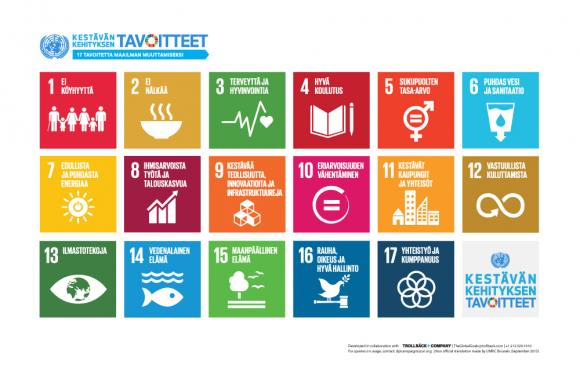 KESTÄVÄN
KEHITYKSEN
TAVOITTEET
17 TAVOITETTA MAAILMAN MUUTTAMISEKSI
1 EI
KÖYHYYTTÄ
2 EI
NÄLKÄÄ
3 TERVEYTTÄ JA
HYVINVOINTIA
4 HYVÄ
KOULUTUS
5 SUKUPUOLTEN
TASA-ARVO
6 PUHDAS VESI
JA SANITAATIO
7 EDULLISTA
JA PUHDASTA
ENERGIAA
8 IHMISARVOISTA
TYÖTÄ JA
TALOUSKASVUA
9 KESTÄVÄÄ
TEOLLISUUTTA,
INNOVAATIOITA JA
INFRASTRUKTUUREJA
10 ERIARVOISUUDEN
VÄHENTÄMINEN
11 KESTÄVÄT
KAUPUNGIT
JA YHTEISÖT
12 VASTUULLISTA
KULUTTAMISTA
13 ILMASTOTEKOJA
14 VEDENALAINEN
ELÄMÄ
15 MAANPÄÄLLINEN
ELÄMÄ
16 RAUHA,
OIKEUS JA
HYVÄ HALLINTO
17 YHTEISTYÖ JA
KUMPPANUUS
KESTÄVÄN
KEHITYKSEN
TAVOITTEET
Developed in collaboration with TROLLBÄCK+COMPANY | TheGlobalGoals@trollback.com | +1.212.529.1010
For queries on usage, contact: dpicampaigns@un.org | Non official translation made by UNRIC Brussels (September 2015)